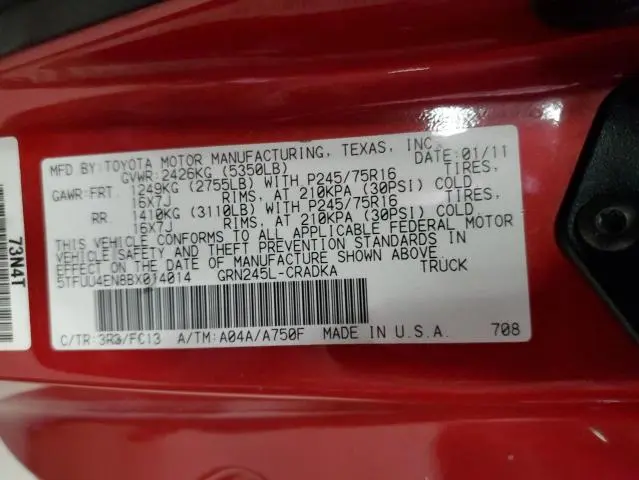 MFD BY:TOYOTA MOTOR MANUFACTURING, TEXAS, INC.
GVWR:2426KG (5350LB) DATE:01/11
GAWR:FRT 1249KG (2755LB) WITH P245/75R16 TIRES,
16X7J RIMS, AT 210KPA (30PSI) COLD
RR 1410KG (3110LB) WITH P245/75R16 TIRES,
16X7J RIMS, AT 210KPA (30PSI) COLD
THIS VEHICLE CONFORMS TO ALL APPLICABLE FEDERAL MOTOR
VEHICLE SAFETY AND THEFT PREVENTION STANDARDS IN
EFFECT ON THE DATE OF MANUFACTURE SHOWN ABOVE.
5TFUU4EN8BX014014 GRN245L-CRADKA TRUCK
C/TR:3R3/FC13 A/TM:A04A/A750F MADE IN U.S.A. 708
73N4T